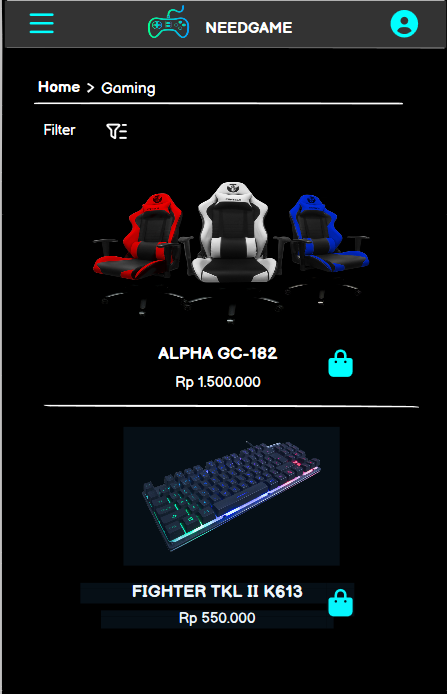 NEEDGAME
Home > Gaming
Filter
ALPHA GC-182
Rp 1.500.000
FIGHTER TKL II K613
Rp 550.000